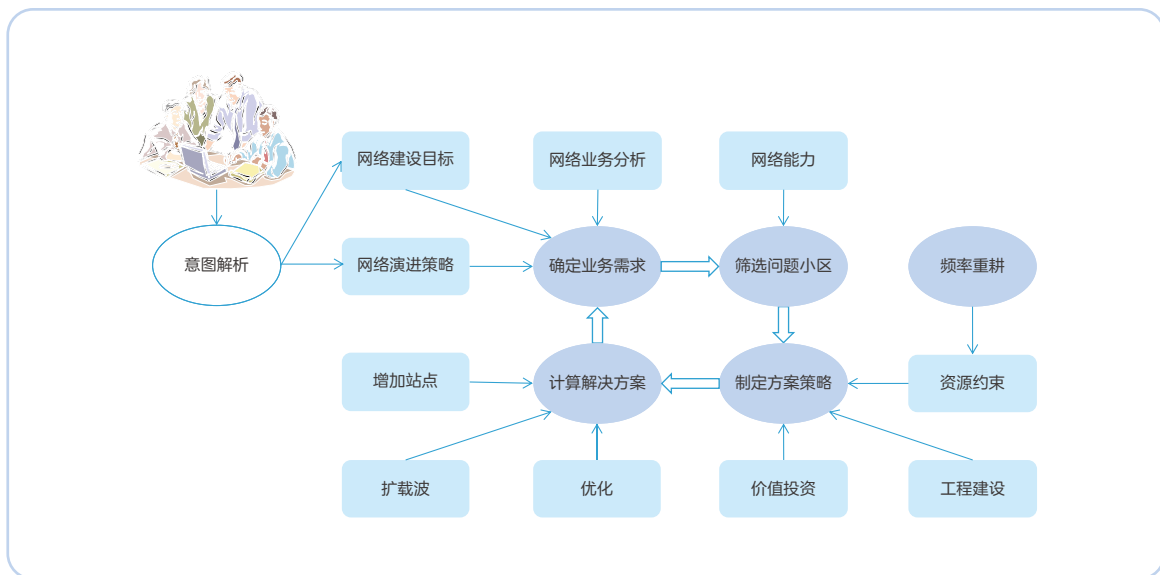 网络建设目标
网络业务分析
网络能力
意图解析
网络演进策略
确定业务需求
筛选问题小区
频率重耕
增加站点
计算解决方案
制定方案策略
资源约束
扩载波
优化
价值投资
工程建设